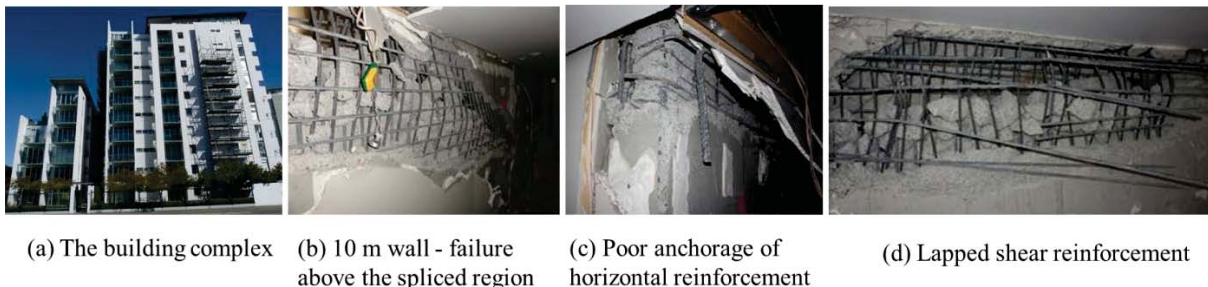 (a) The building complex
(b) 10 m wall - failure
above the spliced region
(c) Poor anchorage of
horizontal reinforcement
(d) Lapped shear reinforcement